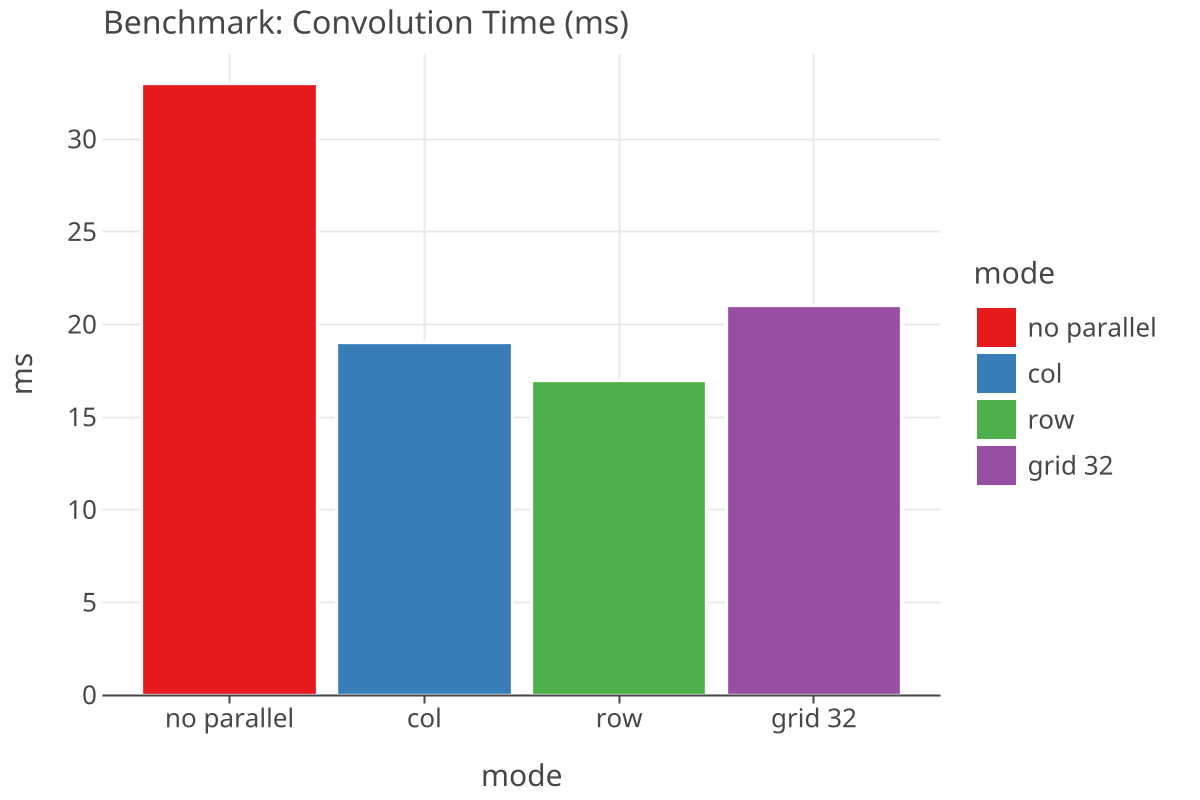 Benchmark: Convolution Time (ms)
30
25
20
15
10
5
0
ms
no parallel
col
row
grid 32
mode
mode
no parallel
col
row
grid 32